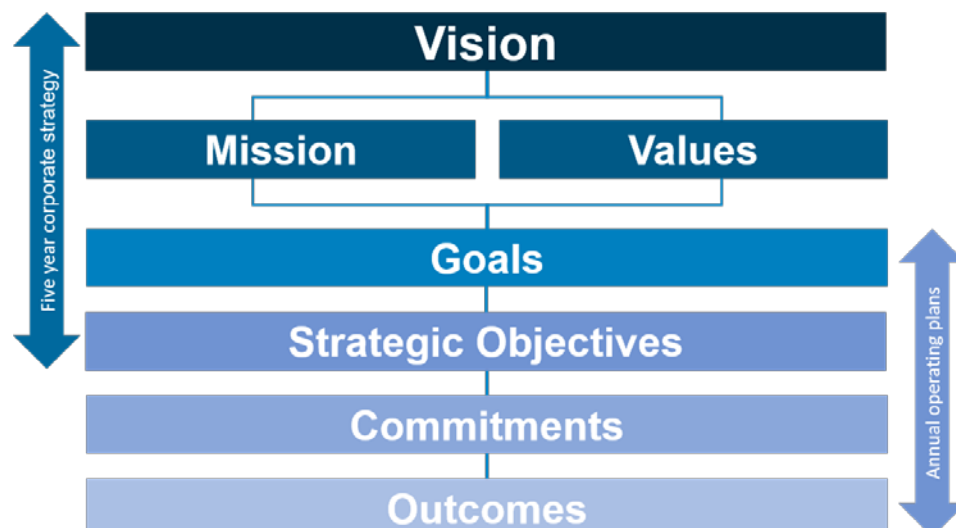 Vision
Five year corporate strategy
Mission
Values
Goals
Strategic Objectives
Annual operating plans
Commitments
Outcomes